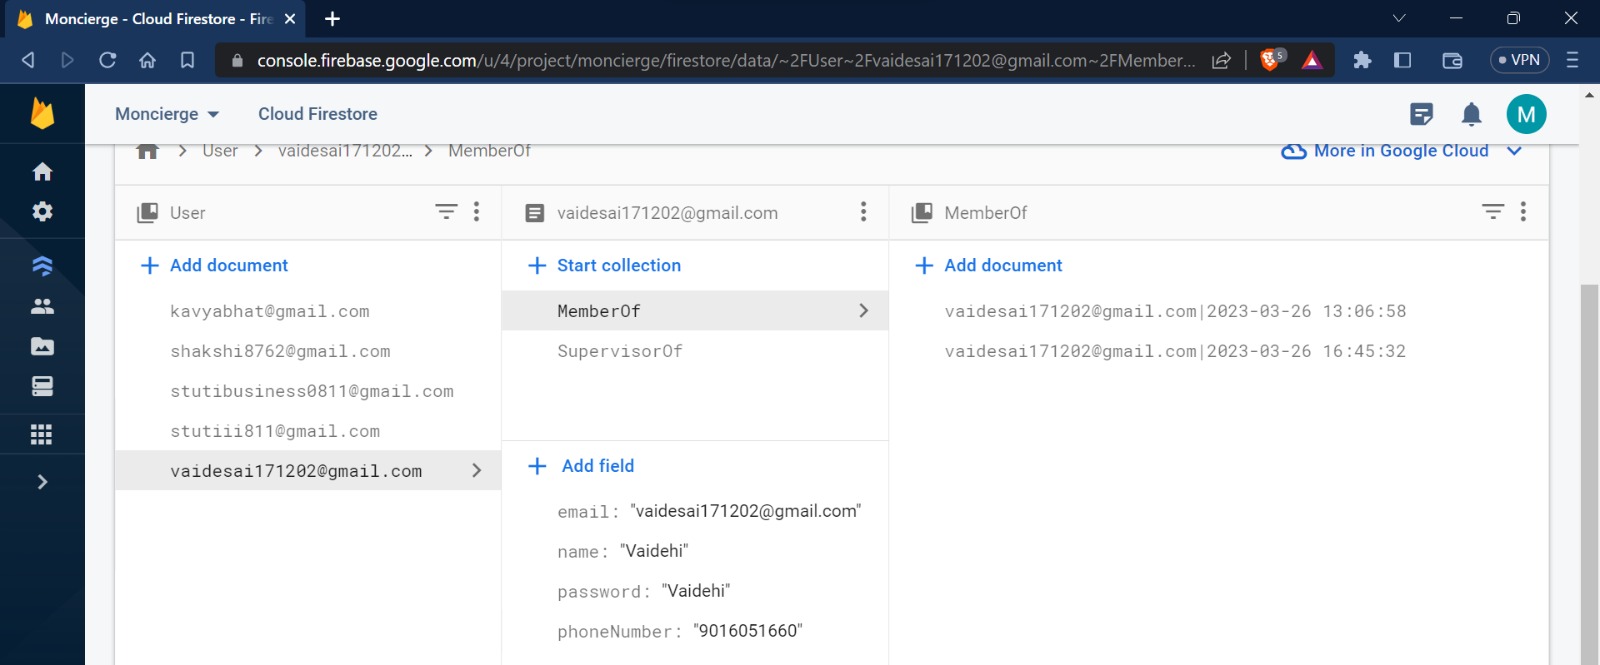 Moncierge - Cloud Firestore - Fire
console.firebase.google.com/u/4/project/moncierge/firestore/data/~2FUser~2Fvaidesai171202@gmail.com~2FMember...
5
VPN
Moncierge
Cloud Firestore
M
User
vaidesai171202...
MemberOf
More in Google Cloud
User
vaidesai171202@gmail.com
MemberOf
Add document
kavyabhat@gmail.com
shakshi8762@gmail.com
stutibusiness0811@gmail.com
stutiii811@gmail.com
vaidesai171202@gmail.com
Start collection
MemberOf
SupervisorOf
Add field
email: "vaidesai171202@gmail.com"
name: "Vaidehi"
password: "Vaidehi"
phoneNumber: "9016051660"
Add document
vaidesai171202@gmail.com|2023-03-26 13:06:58
vaidesai171202@gmail.com|2023-03-26 16:45:32